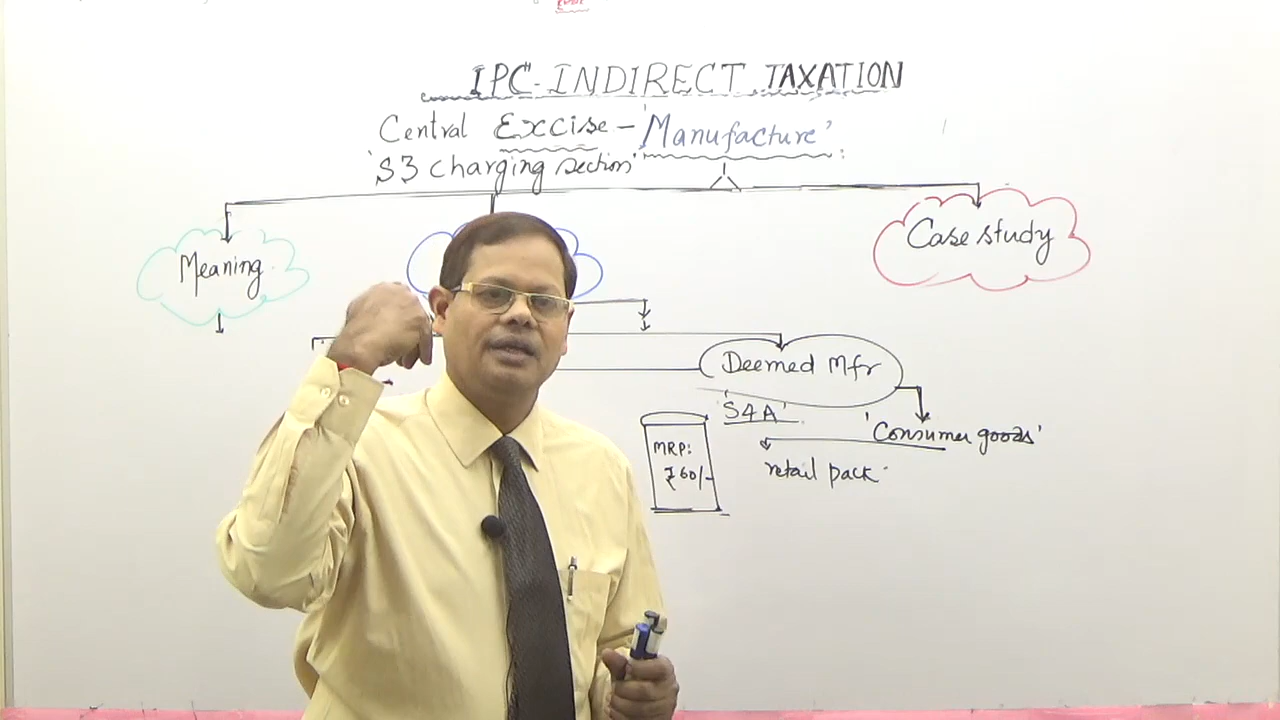 IPC - INDIRECT TAXATION
Central Excise - 'Manufacture'
'S3 charging section'
Meaning
Case study
Deemed Mfr
'S4A'
'Consumer goods'
MRP:
₹60/-
retail pack